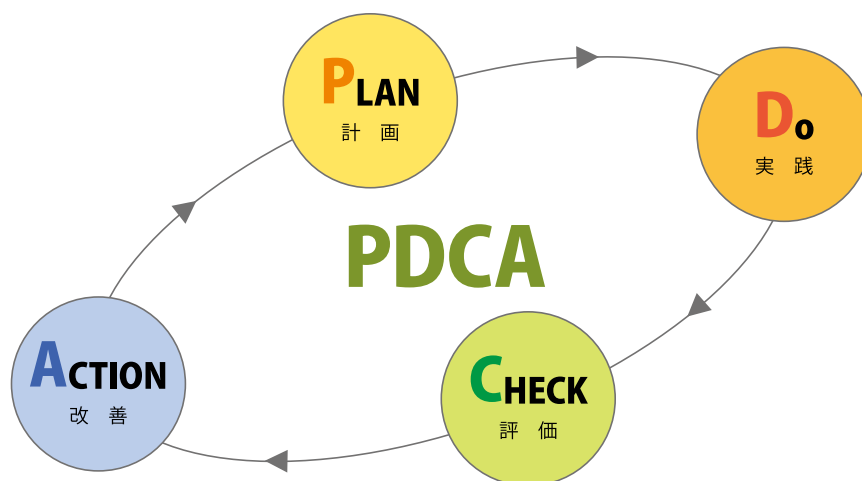 PLAN
計 画
Do
実 践
PDCA
ACTION
改 善
CHECK
評 価